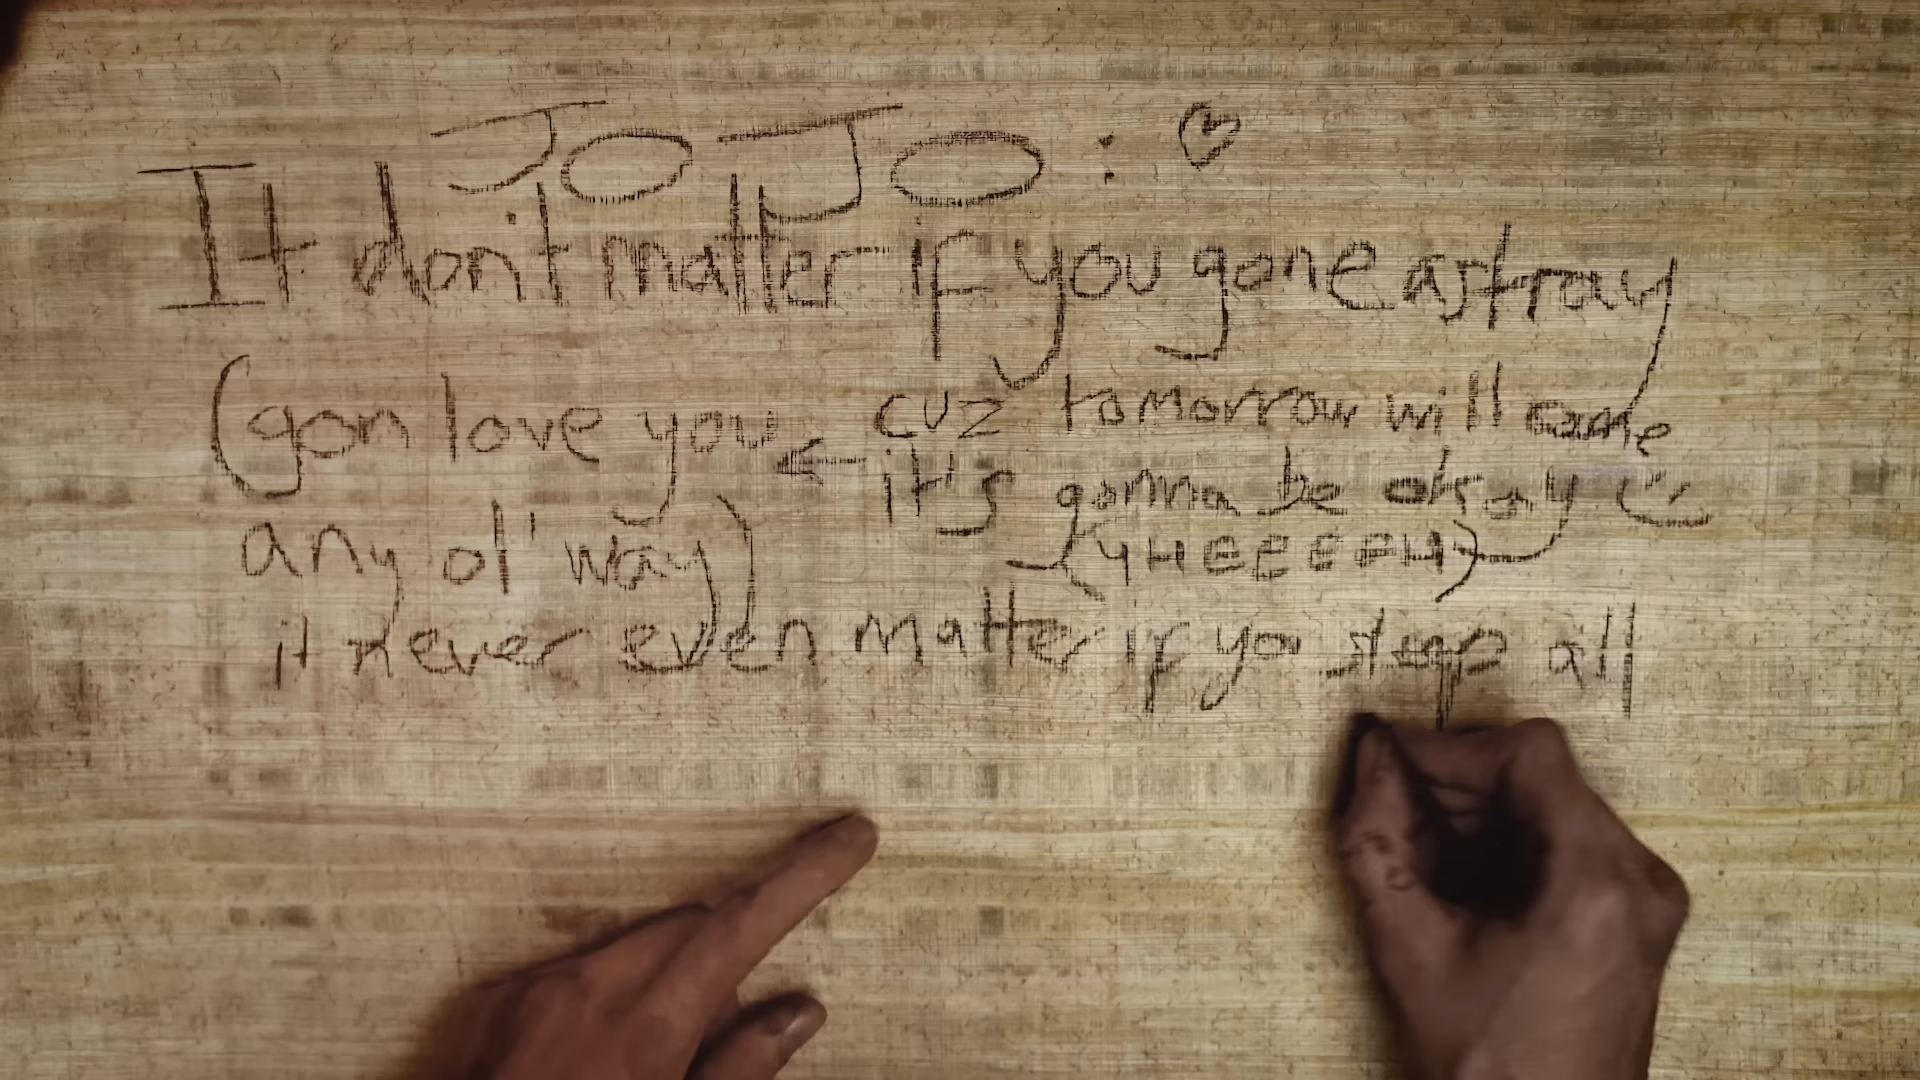 JoJo:
It don't matter if you gone astray
(gon love you ← cuz tomorrow will come
any ol' way) it's gonna be okay
(YHEEEEH)
it never even matter if you stop all